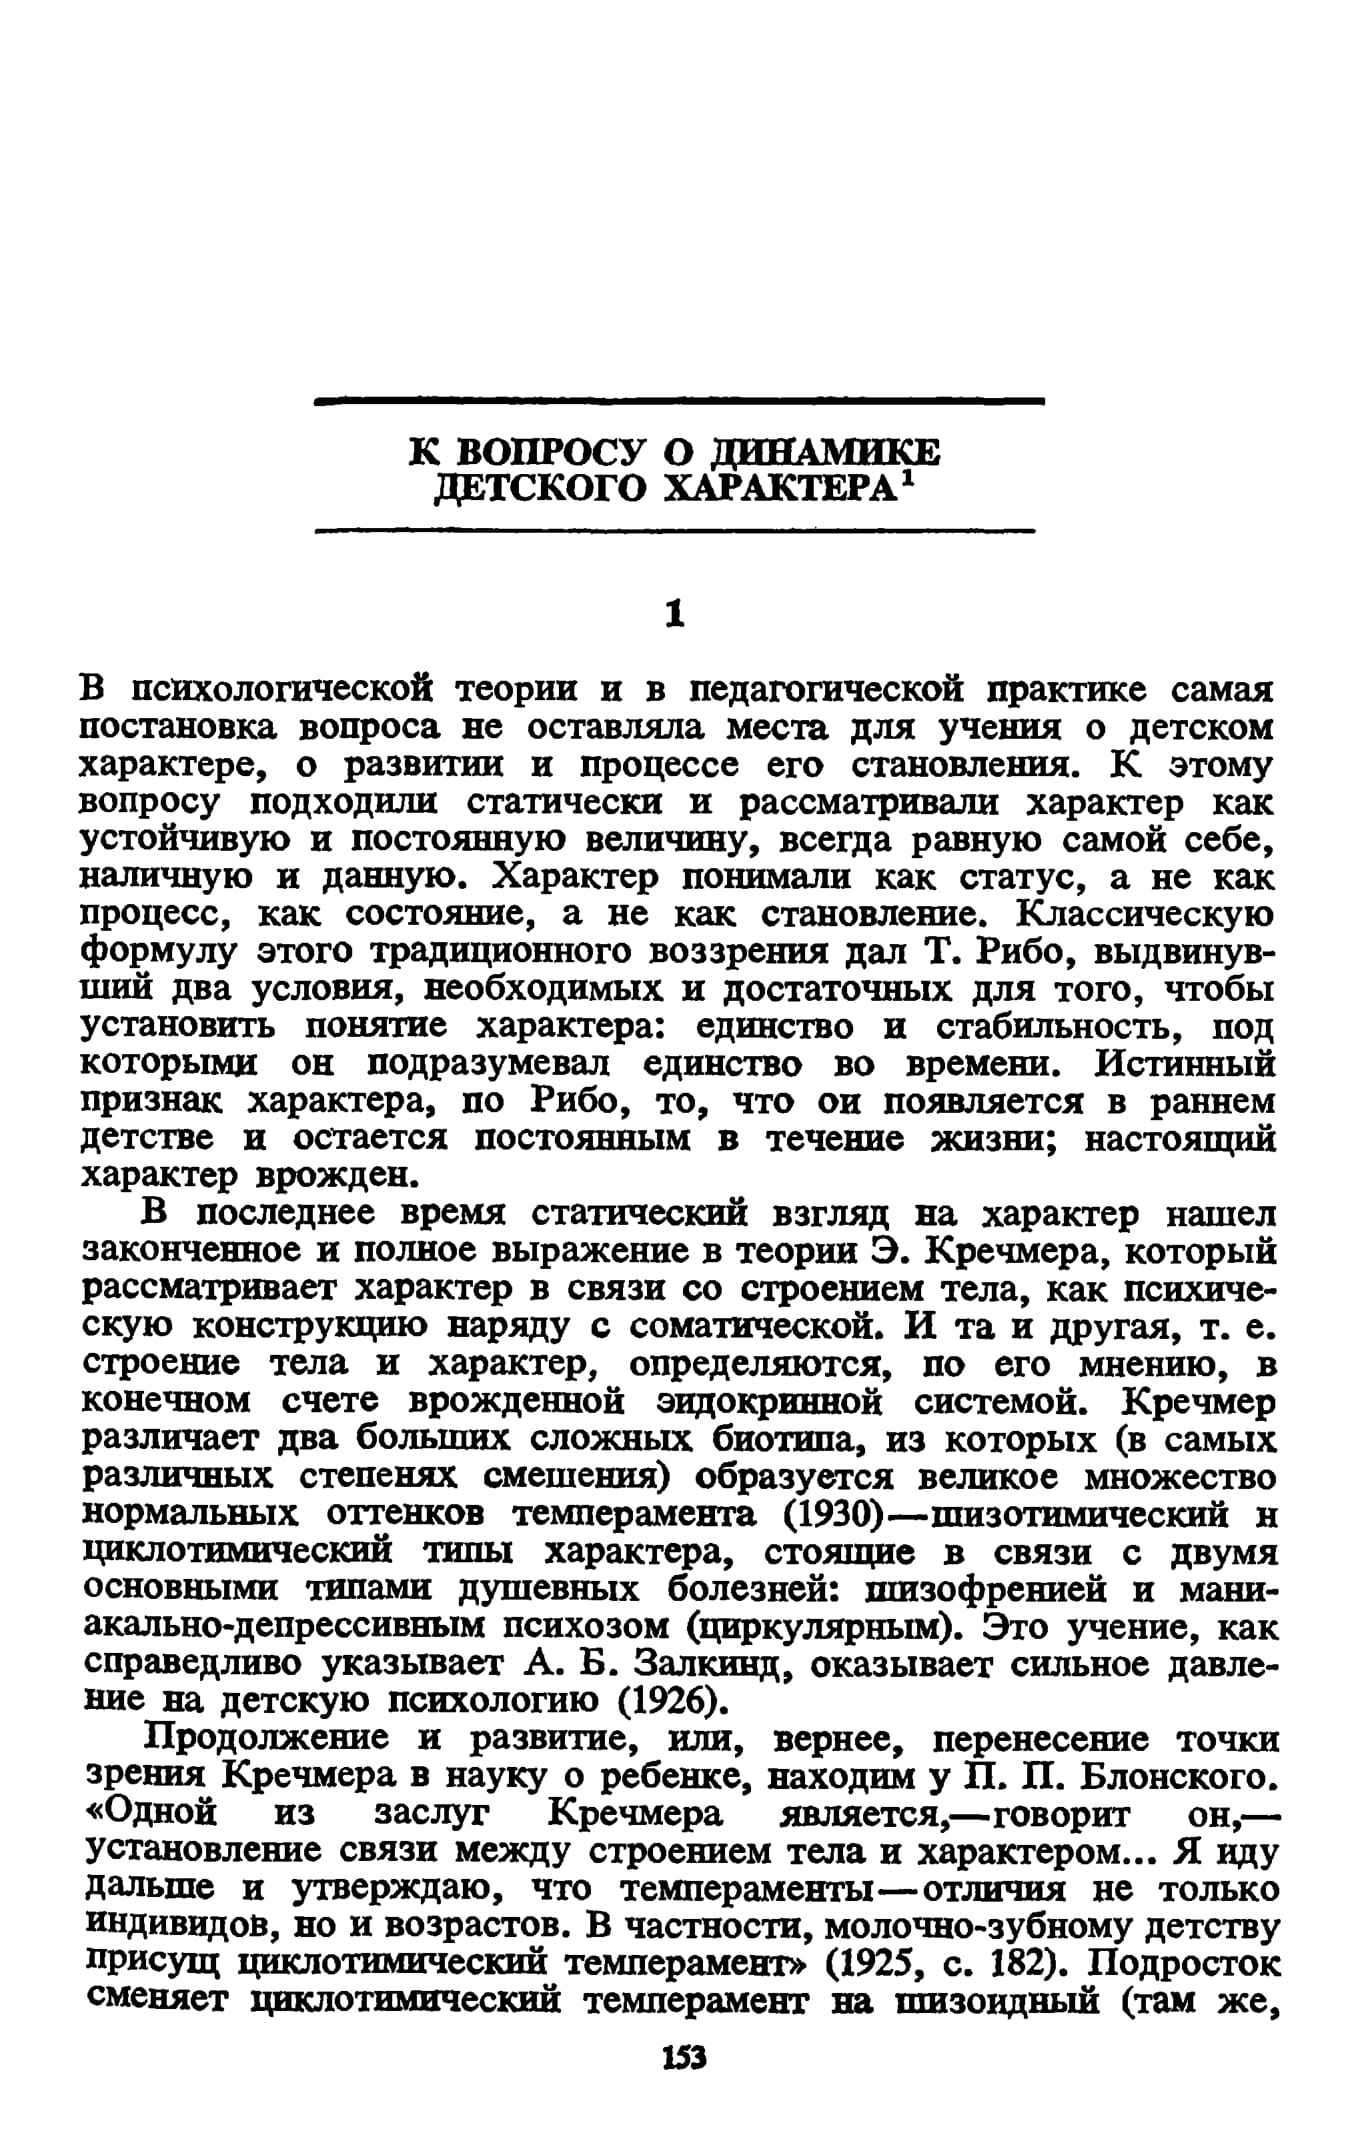 К ВОПРОСУ О ДИНАМИКЕ
ДЕТСКОГО ХАРАКТЕРА¹
1
В психологической теории и в педагогической практике самая
постановка вопроса не оставляла места для учения о детском
характере, о развитии и процессе его становления. К этому
вопросу подходили статически и рассматривали характер как
устойчивую и постоянную величину, всегда равную самой себе,
наличную и данную. Характер понимали как статус, а не как
процесс, как состояние, а не как становление. Классическую
формулу этого традиционного воззрения дал Т. Рибо, выдвинув-
ший два условия, необходимых и достаточных для того, чтобы
установить понятие характера: единство и стабильность, под
которыми он подразумевал единство во времени. Истинный
признак характера, по Рибо, то, что ои появляется в раннем
детстве и остается постоянным в течение жизни; настоящий
характер врожден.
В последнее время статический взгляд на характер нашел
законченное и полное выражение в теории Э. Кречмера, который
рассматривает характер в связи со строением тела, как психиче-
скую конструкцию наряду с соматической. И та и другая, т. е.
строение тела и характер, определяются, по его мнению, в
конечном счете врожденной эидокринной системой. Кречмер
различает два больших сложных биотипа, из которых (в самых
различных степенях смешения) образуется великое множество
нормальных оттенков темперамента (1930)—шизотимический н
циклотимический типы характера, стоящие в связи с двумя
основными типами душевных болезней: шизофренией и мани-
акально-депрессивным психозом (циркулярным). Это учение, как
справедливо указывает А. Б. Залкинд, оказывает сильное давле-
ние на детскую психологию (1926).
Продолжение и развитие, или, вернее, перенесение точки
зрения Кречмера в науку о ребенке, находим у П. П. Блонского.
«Одной из заслуг Кречмера является,—говорит он,—
установление связи между строением тела и характером... Я иду
дальше и утверждаю, что темпераменты—отличия не только
индивидов, но и возрастов. В частности, молочно-зубному детству
присущ циклотимический темперамент» (1925, с. 182). Подросток
сменяет циклотимический темперамент на шизоидный (там же,
153